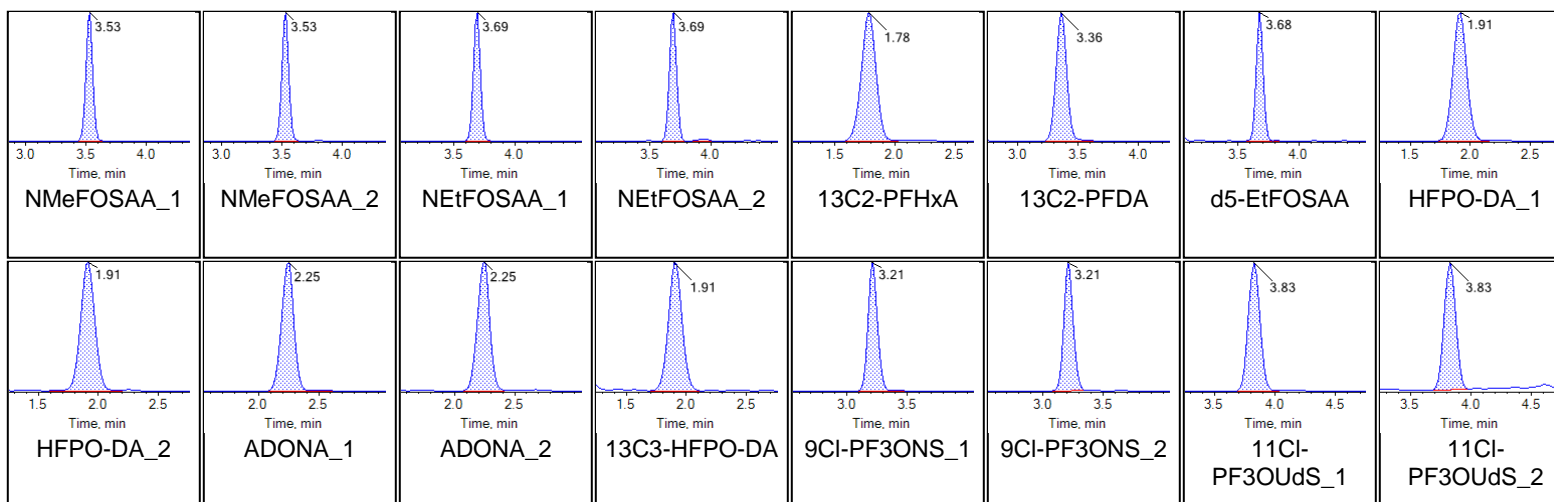 3.53 3.53 3.69 3.69 1.78 3.36 3.68 1.91
3.0 3.5 4.0 3.0 3.5 4.0 3.5 4.0 3.5 4.0 2.0 2.5 3.0 3.5 4.0 3.5 4.0 1.5 2.0 2.5
Time, min Time, min Time, min Time, min Time, min Time, min Time, min Time, min
NMeFOSAA_1 NMeFOSAA_2 NEtFOSAA_1 NEtFOSAA_2 13C2-PFHxA 13C2-PFDA d5-EtFOSAA HFPO-DA_1
1.91 2.25 2.25 1.91 3.21 3.21 3.83 3.83
1.5 2.0 2.5 2.0 2.5 2.0 2.5 1.5 2.0 2.5 3.0 3.5 3.0 3.5 3.5 4.0 4.5 3.5 4.0 4.5
Time, min Time, min Time, min Time, min Time, min Time, min Time, min Time, min
HFPO-DA_2 ADONA_1 ADONA_2 13C3-HFPO-DA 9Cl-PF3ONS_1 9Cl-PF3ONS_2 11Cl- 11Cl-
PF3OUdS_1 PF3OUdS_2